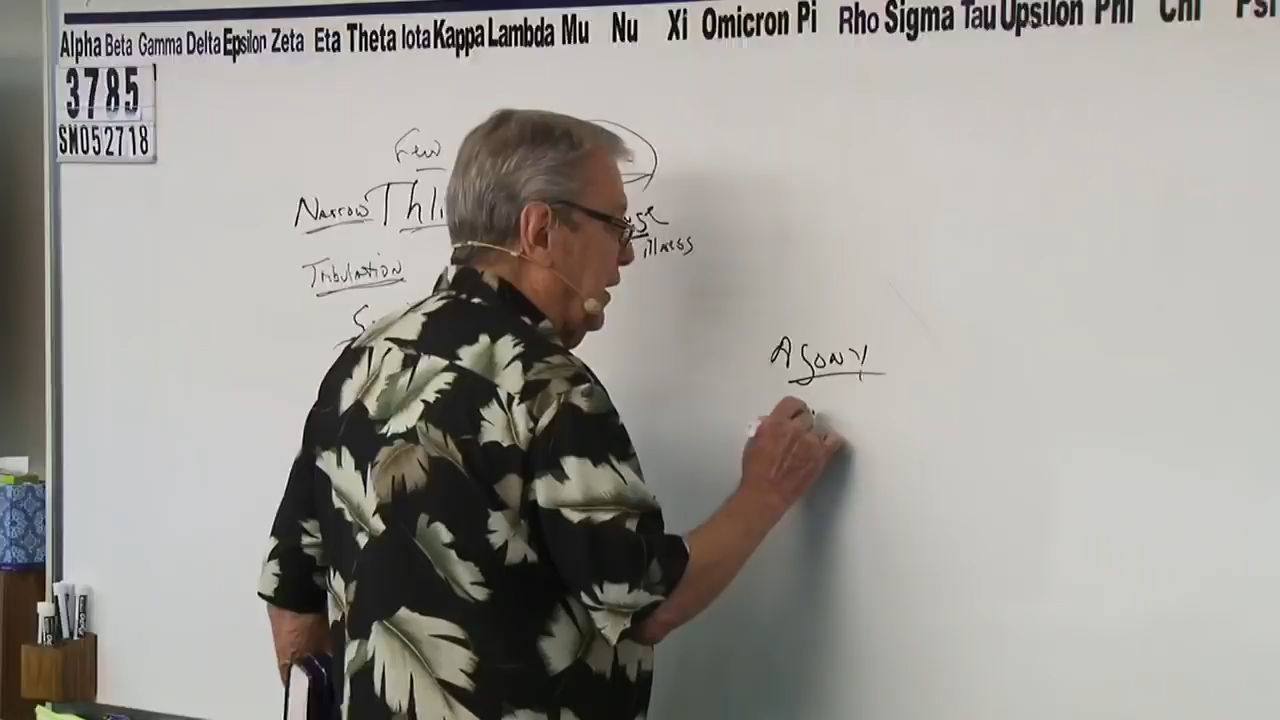 Alpha Beta Gamma Delta Epsilon Zeta Eta Theta Iota Kappa Lambda Mu Nu Xi Omicron Pi Rho Sigma Tau Upsilon Phi Chi Psi
3785
SM052718
Few
Narrow Thli
illness
Tribulation
Agony